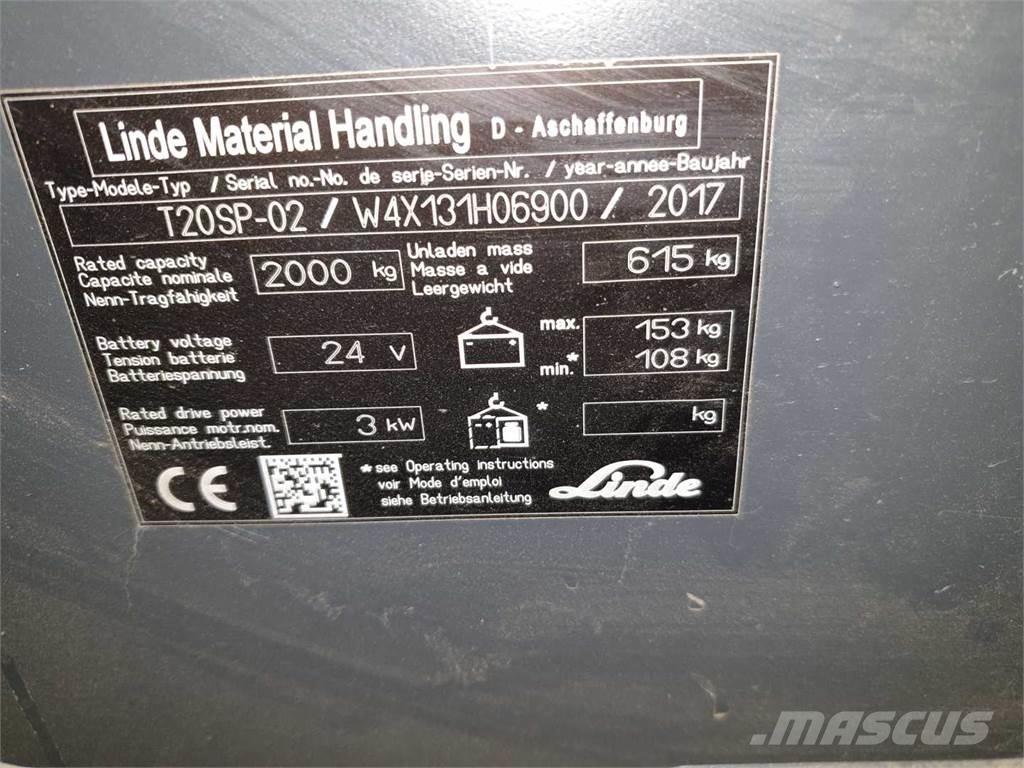 Linde Material Handling D - Aschaffenburg
Type-Modele-Typ / Serial no.-No. de serie-Serien-Nr. / year-annee-Baujahr
T20SP-02 / W4X131H06900 / 2017
Rated capacity
Capacite nominale
Nenn-Tragfähigkeit
2000 kg
Unladen mass
Masse a vide
Leergewicht
615 kg
Battery voltage
Tension batterie
Batteriespannung
24 V
max. 153 kg
min.* 108 kg
Rated drive power
Puissance motr.nom.
Nenn-Antriebsleist.
3 kW
* kg
CE
* see Operating instructions
voir Mode d'emploi
siehe Betriebsanleitung
Linde
MASCUS